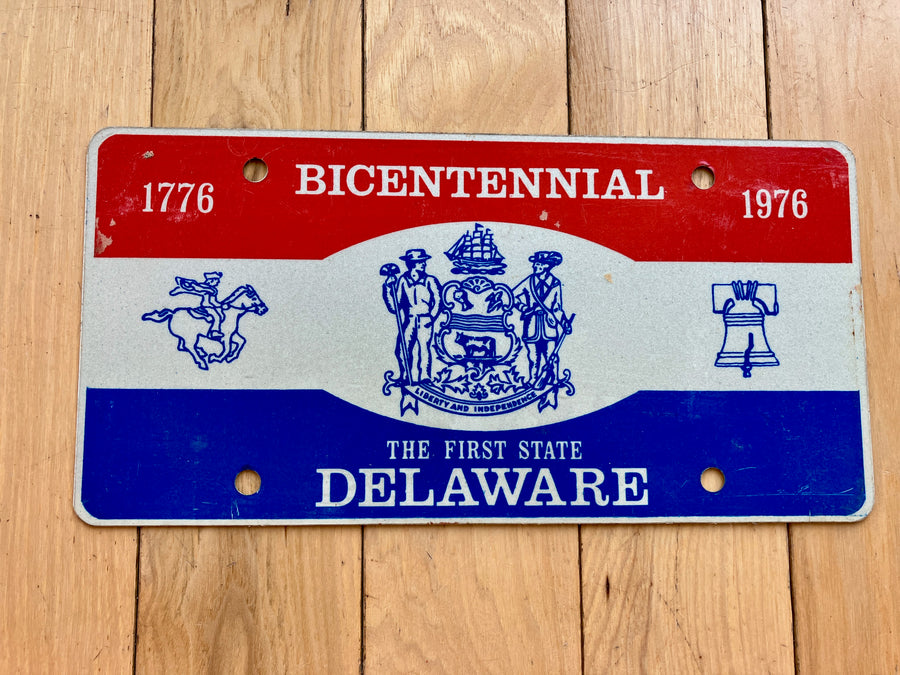 BICENTENNIAL
1776
1976
LIBERTY AND INDEPENDENCE
THE FIRST STATE
DELAWARE